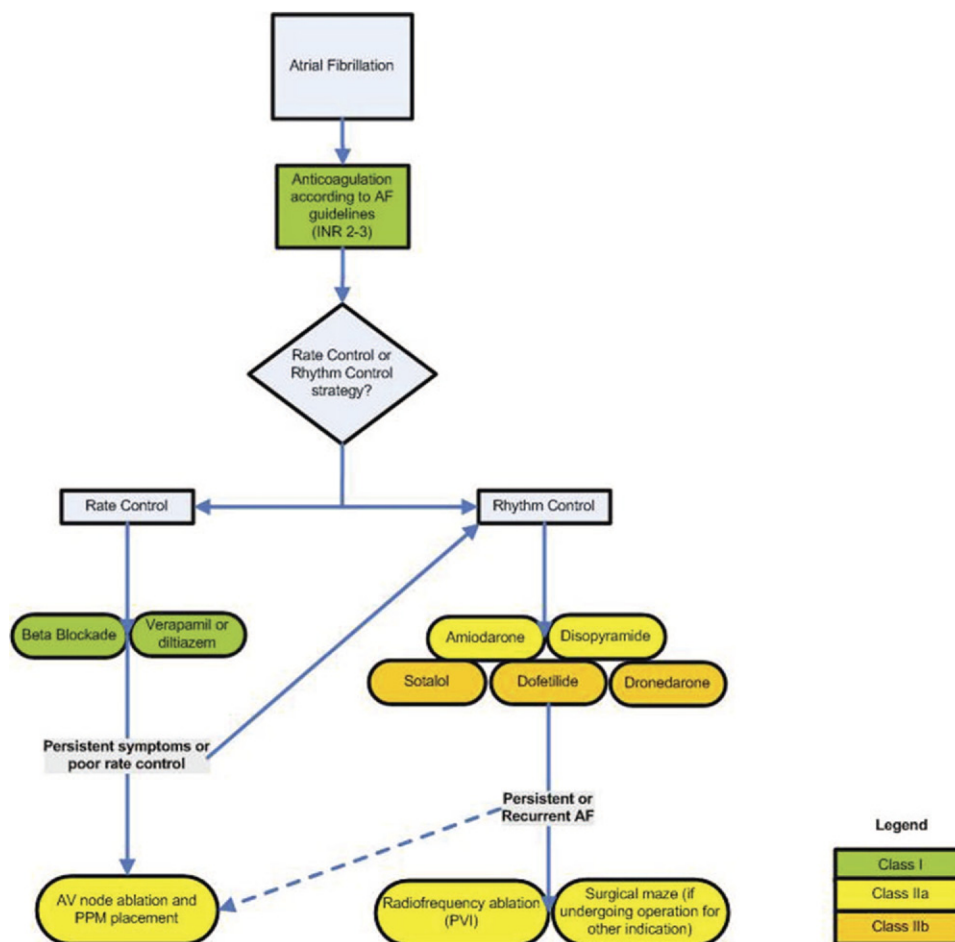 Atrial Fibrillation
Anticoagulation
according to AF
guidelines
(INR 2-3)
Rate Control or
Rhythm Control
strategy?
Rate Control
Rhythm Control
Beta Blockade
Verapamil or
diltiazem
Amiodarone
Disopyramide
Sotalol
Dofetilide
Dronedarone
Persistent symptoms or
poor rate control
Persistent or
Recurrent AF
AV node ablation and
PPM placement
Radiofrequency ablation
(PVI)
Surgical maze (if
undergoing operation for
other indication)
Legend
Class I
Class IIa
Class IIb